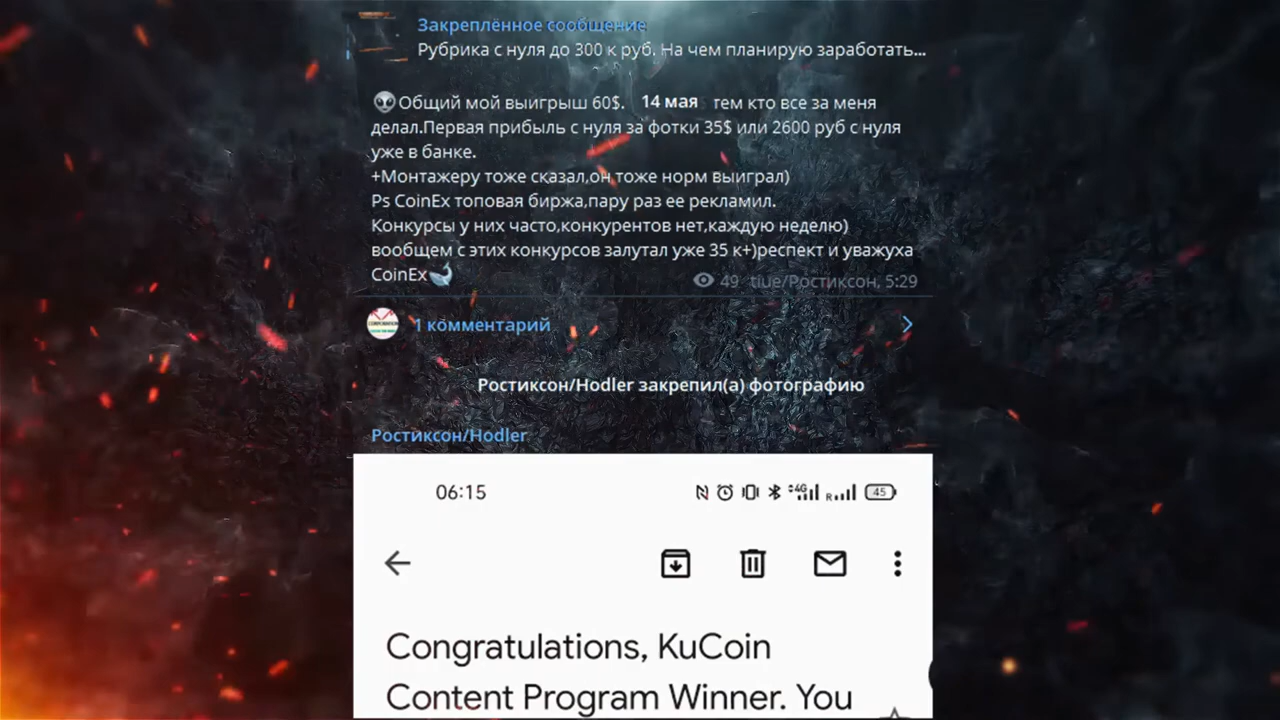 Закреплённое сообщение
Рубрика с нуля до 300 к руб. На чем планирую заработать...
Общий мой выигрыш 60$. 14 мая тем кто все за меня
делал.Первая прибыль с нуля за фотки 35$ или 2600 руб с нуля
уже в банке.
+Монтажеру тоже сказал,он тоже норм выиграл)
Ps CoinEx топовая биржа,пару раз ее рекламил.
Конкурсы у них часто,конкурентов нет,каждую неделю)
вообщем с этих конкурсов залутал уже 35 к+)респект и уважуха
CoinEx
49 tiue/Ростиксон, 5:29
1 комментарий
Ростиксон/Hodler закрепил(а) фотографию
Ростиксон/Hodler
06:15
4G
R
45
Congratulations, KuCoin
Content Program Winner. You